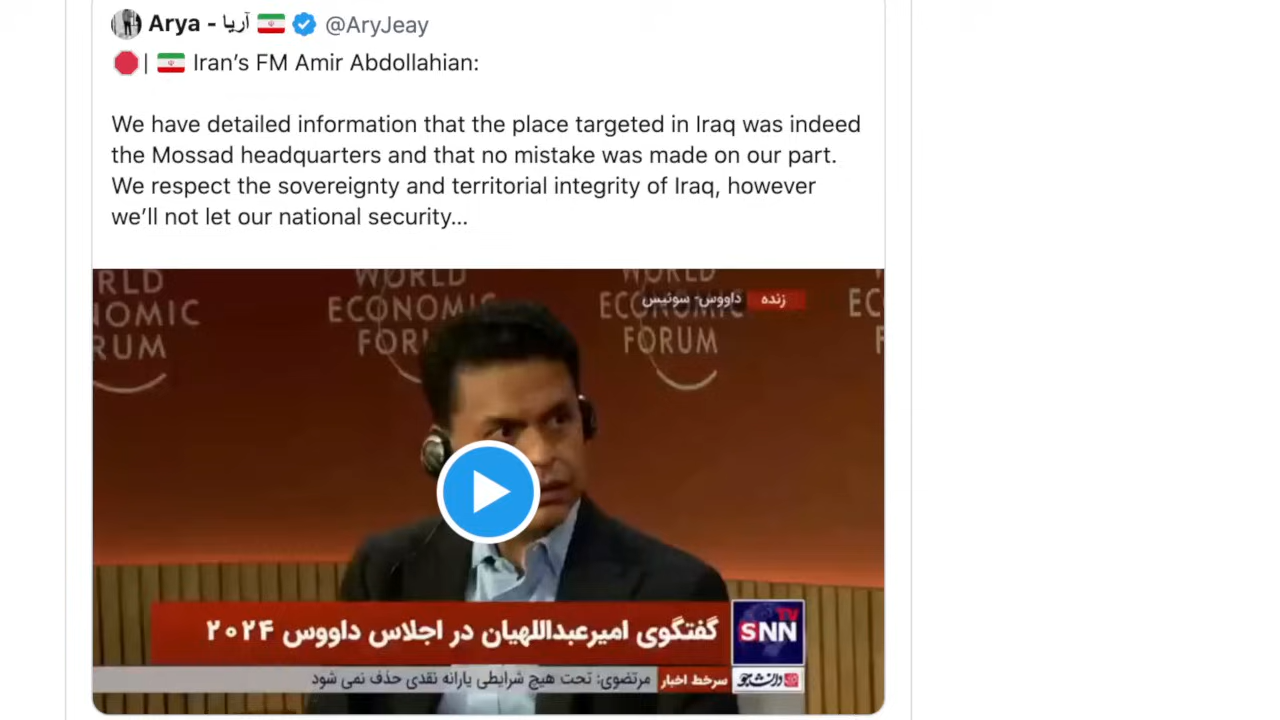 Arya - آریا @AryJeay
| Iran's FM Amir Abdollahian:
We have detailed information that the place targeted in Iraq was indeed
the Mossad headquarters and that no mistake was made on our part.
We respect the sovereignty and territorial integrity of Iraq, however
we'll not let our national security...
RLD
NOMIC
RUM
WORLD
ECONOMIC
FORU
WORLD
ECONOMIC
FORUM
EC
F
زنده
داووس- سوئیس
گفتگوی امیرعبداللهیان در اجلاس داووس ۲۰۲۴
SNN TV
سرخط اخبار
مرتضوی: تحت هیچ شرایطی یارانه نقدی حذف نمی شود
دانشجو